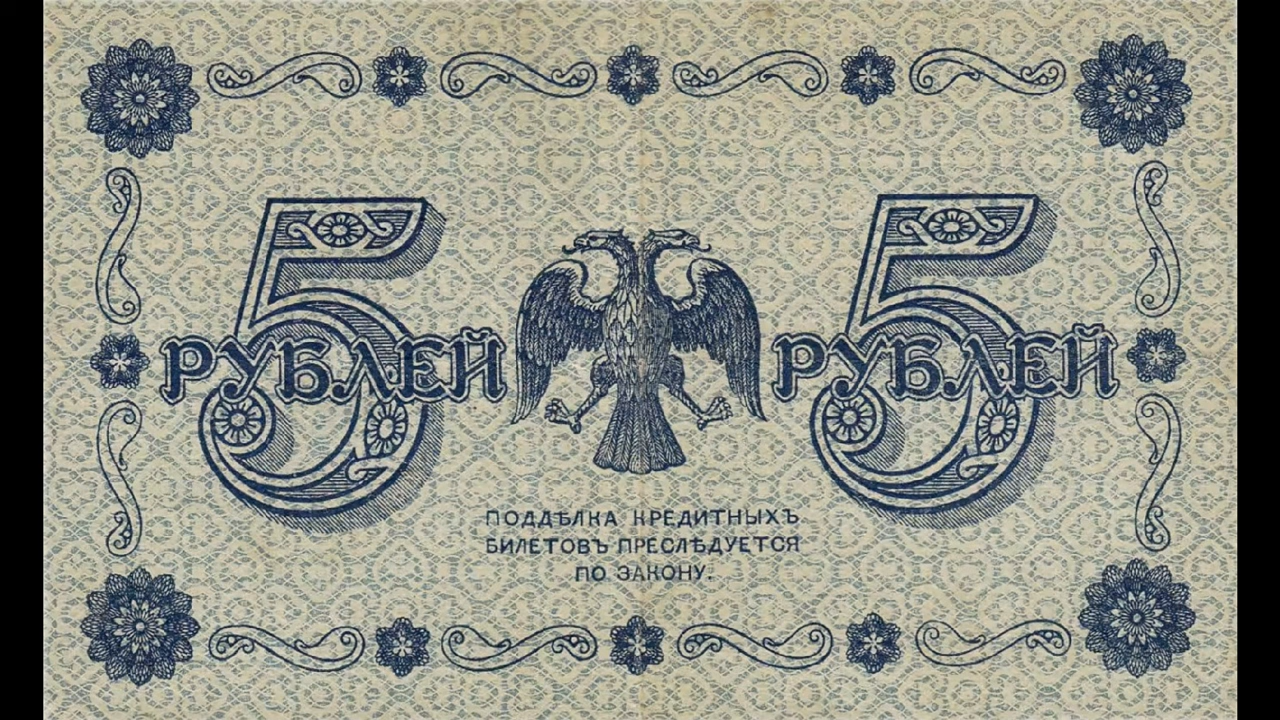 5 5
РУБЛЕЙ РУБЛЕЙ
ПОДДѢЛКА КРЕДИТНЫХЪ
БИЛЕТОВЪ ПРЕСЛѢДУЕТСЯ
ПО ЗАКОНУ.